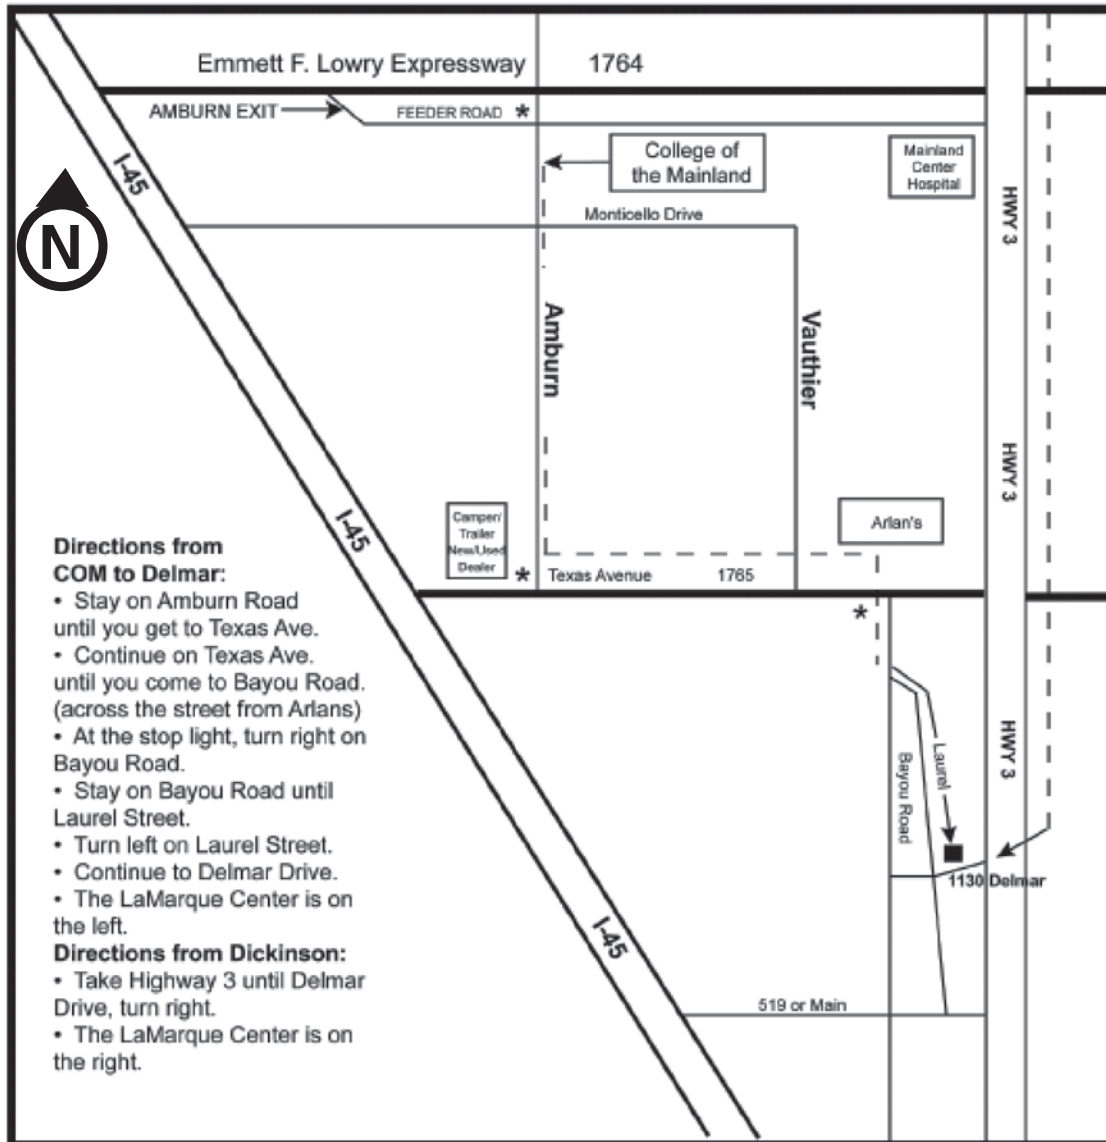 Emmett F. Lowry Expressway 1764
AMBURN EXIT
FEEDER ROAD *
College of
the Mainland
Mainland
Center
Hospital
I-45
HWY 3
N
Monticello Drive
Amburn
Vauthier
HWY 3
I-45
Camper/
Trailer
New/Used
Dealer
*
Arlan's
Texas Avenue 1765
*
Directions from
COM to Delmar:
• Stay on Amburn Road
until you get to Texas Ave.
• Continue on Texas Ave.
until you come to Bayou Road.
(across the street from Arlans)
• At the stop light, turn right on
Bayou Road.
• Stay on Bayou Road until
Laurel Street.
• Turn left on Laurel Street.
• Continue to Delmar Drive.
• The LaMarque Center is on
the left.
Directions from Dickinson:
• Take Highway 3 until Delmar
Drive, turn right.
• The LaMarque Center is on
the right.
Bayou Road
Laurel
HWY 3
1130 Delmar
I-45
519 or Main